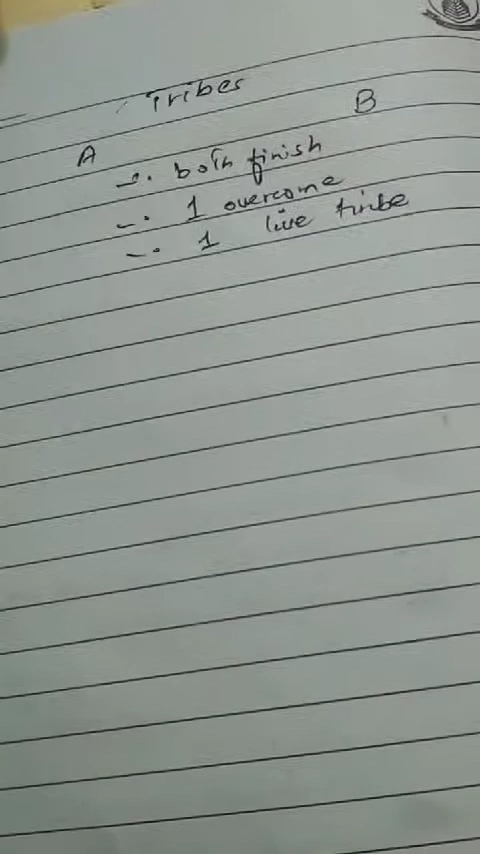 Tribes
A B
-. both finish
-. 1 overcome
-. 1 live tribe